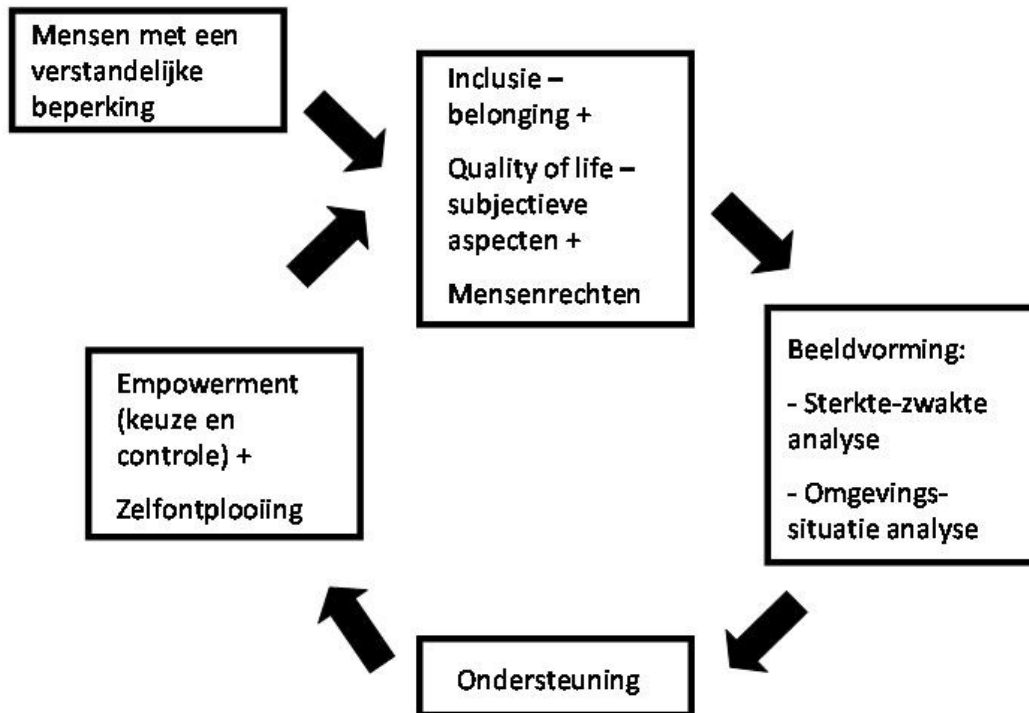 Mensen met een
verstandelijke
beperking
Inclusie –
belonging +
Quality of life –
subjectieve
aspecten +
Mensenrechten
Beeldvorming:
- Sterkte-zwakte
analyse
- Omgevings-
situatie analyse
Ondersteuning
Empowerment
(keuze en
controle) +
Zelfontplooiing